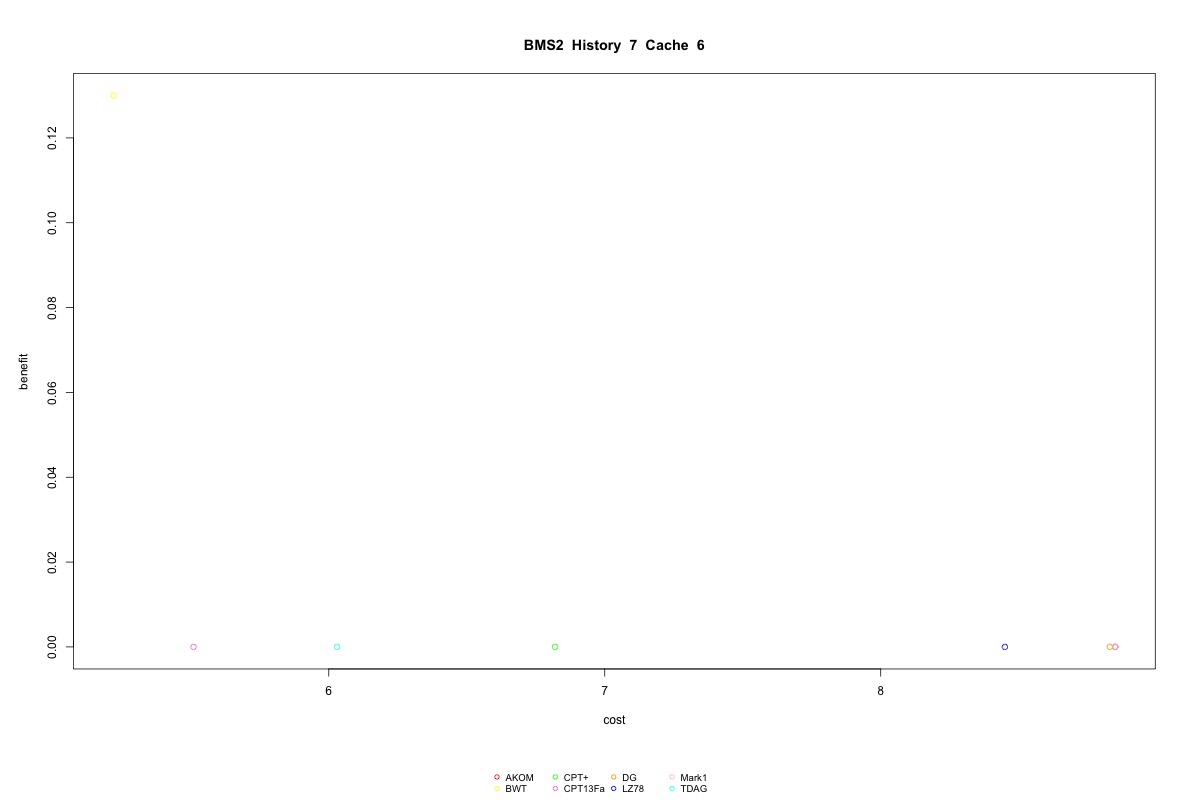 BMS2 History 7 Cache 6
0.12
0.10
0.08
0.06
0.04
0.02
0.00
benefit
6 7 8
cost
AKOM CPT+ DG Mark1
BWT CPT13Fa LZ78 TDAG